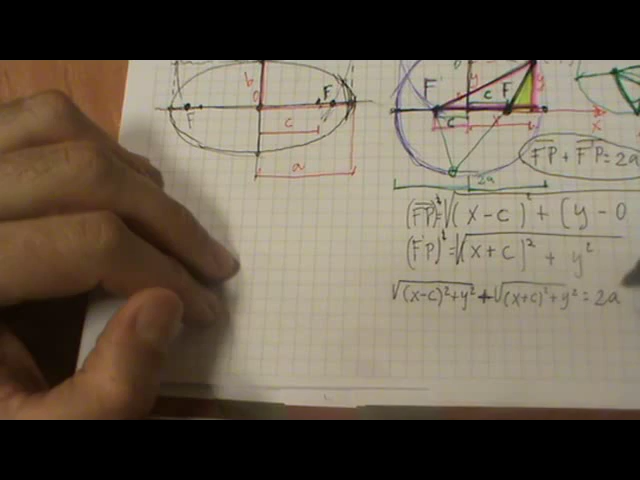 b
O
F
F
c
a
y
y
F'
F
c
c
x
x
2a
F'P + FP = 2a
(FP)² = √(x - c)² + (y - 0
(F'P)² = √(x + c)² + y²
√(x-c)²+y² + √(x+c)²+y² = 2a